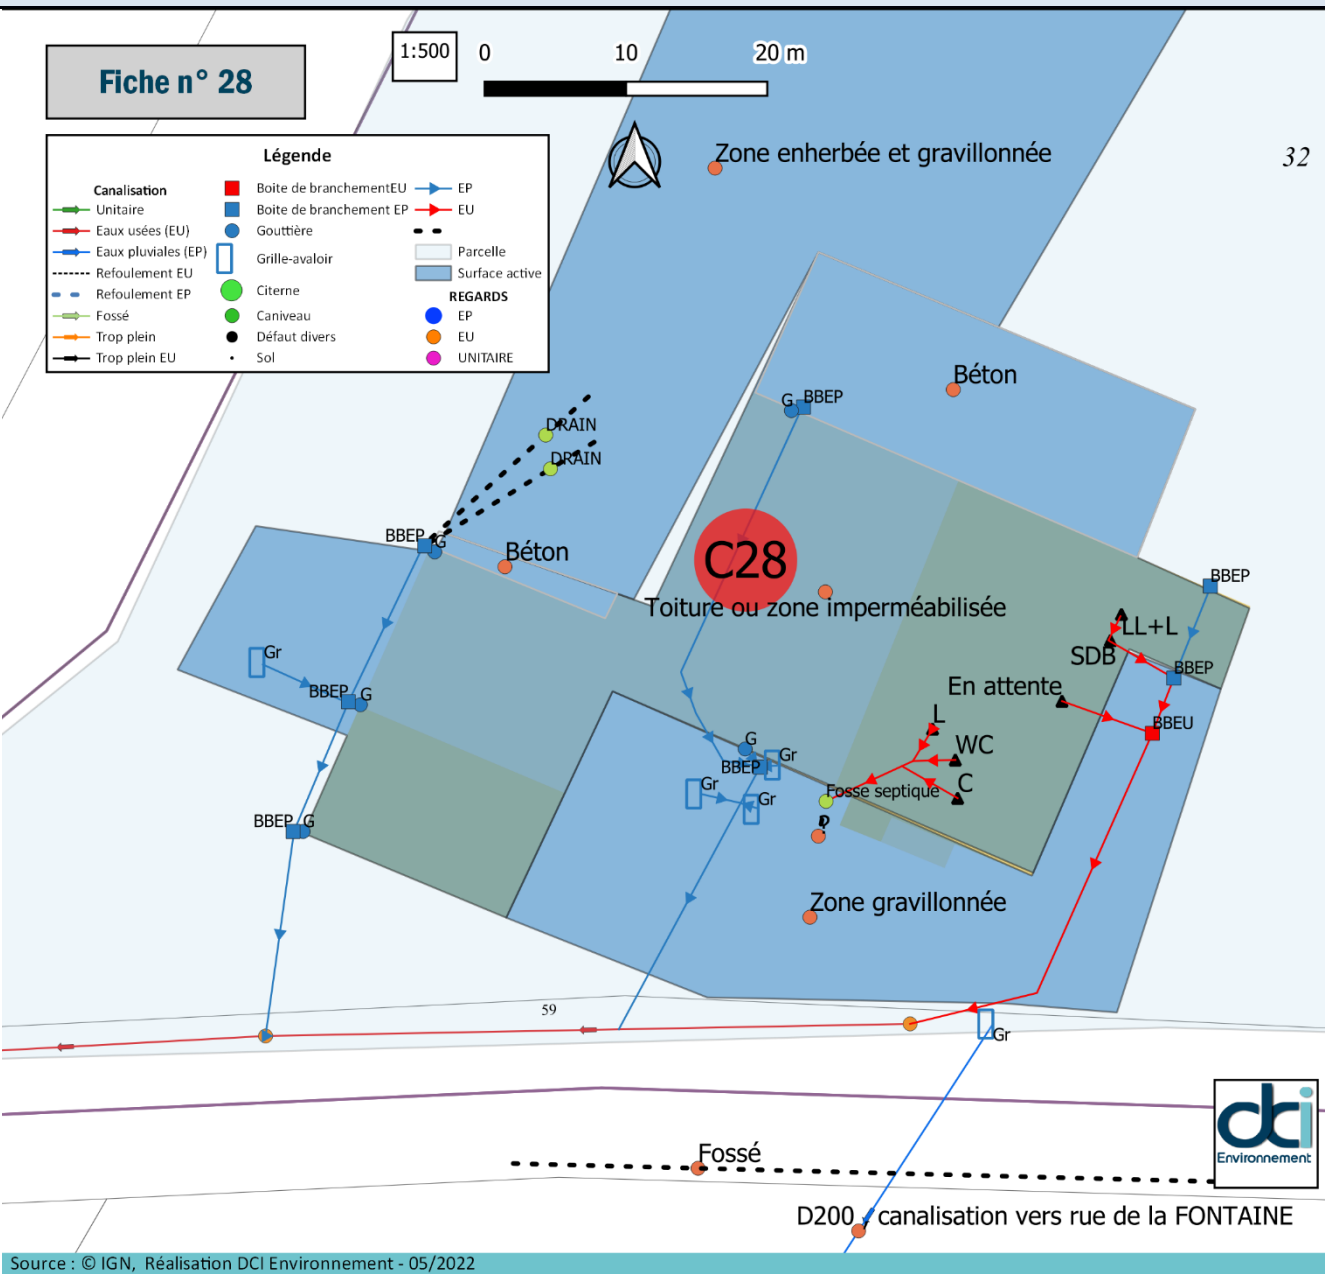 Fiche n° 28
1:500
0 10 20 m
Légende
Canalisation
Unitaire
Eaux usées (EU)
Eaux pluviales (EP)
Refoulement EU
Refoulement EP
Fossé
Trop plein
Trop plein EU
Boite de branchementEU
Boite de branchement EP
Gouttière
Grille-avaloir
Citerne
Caniveau
Défaut divers
Sol
EP
EU
Parcelle
Surface active
REGARDS
EP
EU
UNITAIRE
Zone enherbée et gravillonnée
32
Béton
G
BBEP
DRAIN
DRAIN
BBEP
G
Béton
C28
Toiture ou zone imperméabilisée
BBEP
LL+L
SDB
BBEP
En attente
BBEU
Gr
BBEP
G
L
WC
C
G
Gr
BBEP
Gr
Gr
Fosse septique
?
BBEP
G
Zone gravillonnée
59
Gr
Fossé
D200 : canalisation vers rue de la FONTAINE
dci
Environnement
Source : © IGN, Réalisation DCI Environnement - 05/2022